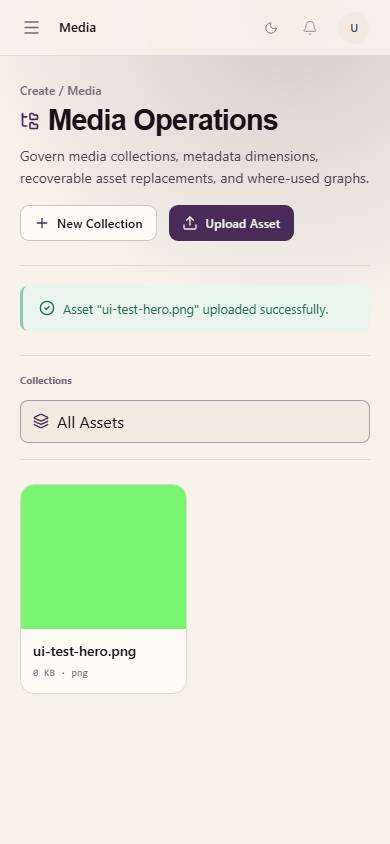 Media
U
Create / Media
Media Operations
Govern media collections, metadata dimensions,
recoverable asset replacements, and where-used graphs.
New Collection
Upload Asset
Asset "ui-test-hero.png" uploaded successfully.
Collections
All Assets
ui-test-hero.png
0 KB · png